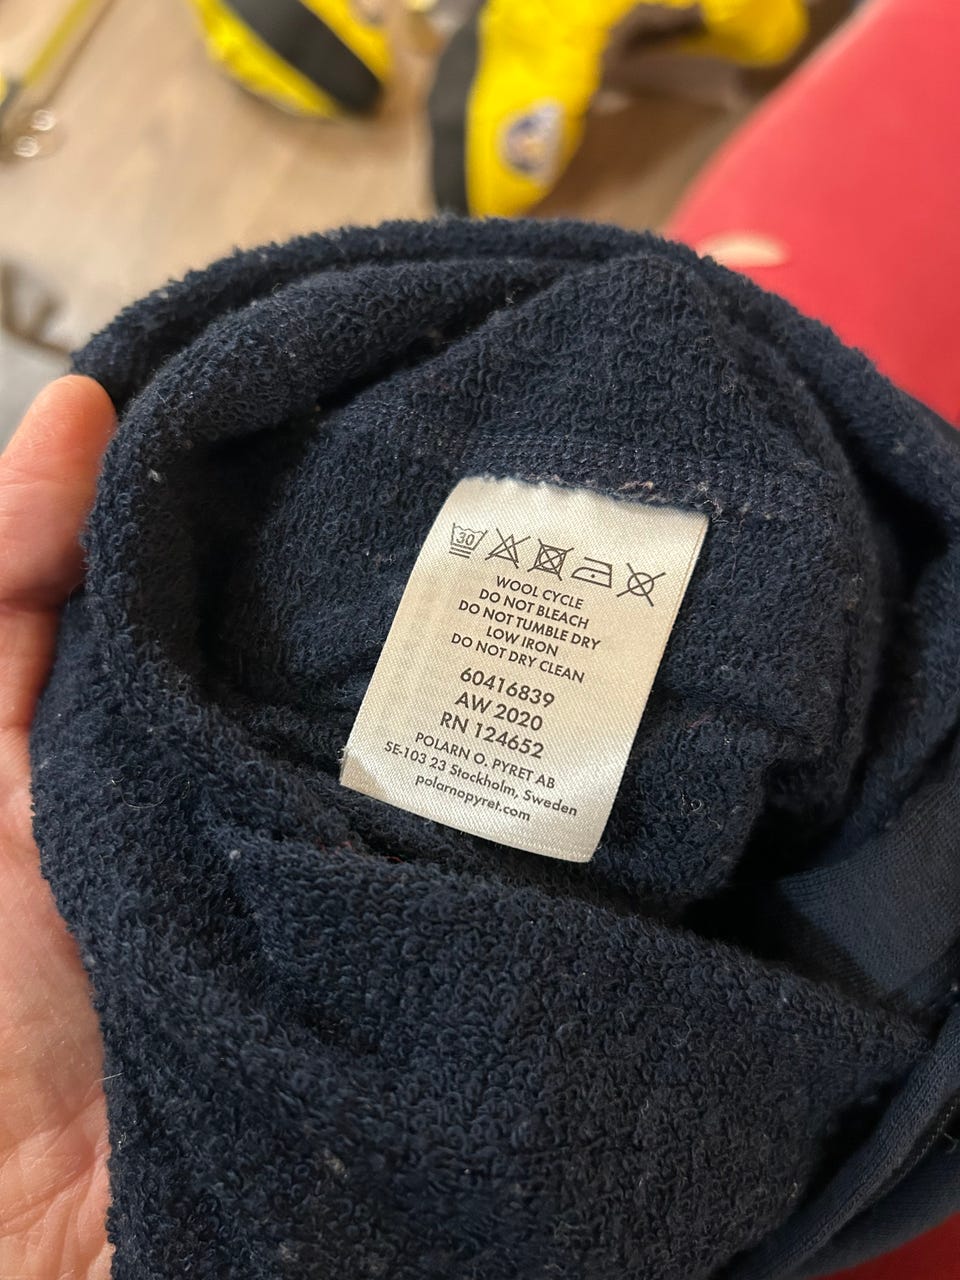 30
WOOL CYCLE
DO NOT BLEACH
DO NOT TUMBLE DRY
LOW IRON
DO NOT DRY CLEAN
60416839
AW 2020
RN 124652
POLARN O. PYRET AB
SE-103 23 Stockholm, Sweden
polarnopyret.com